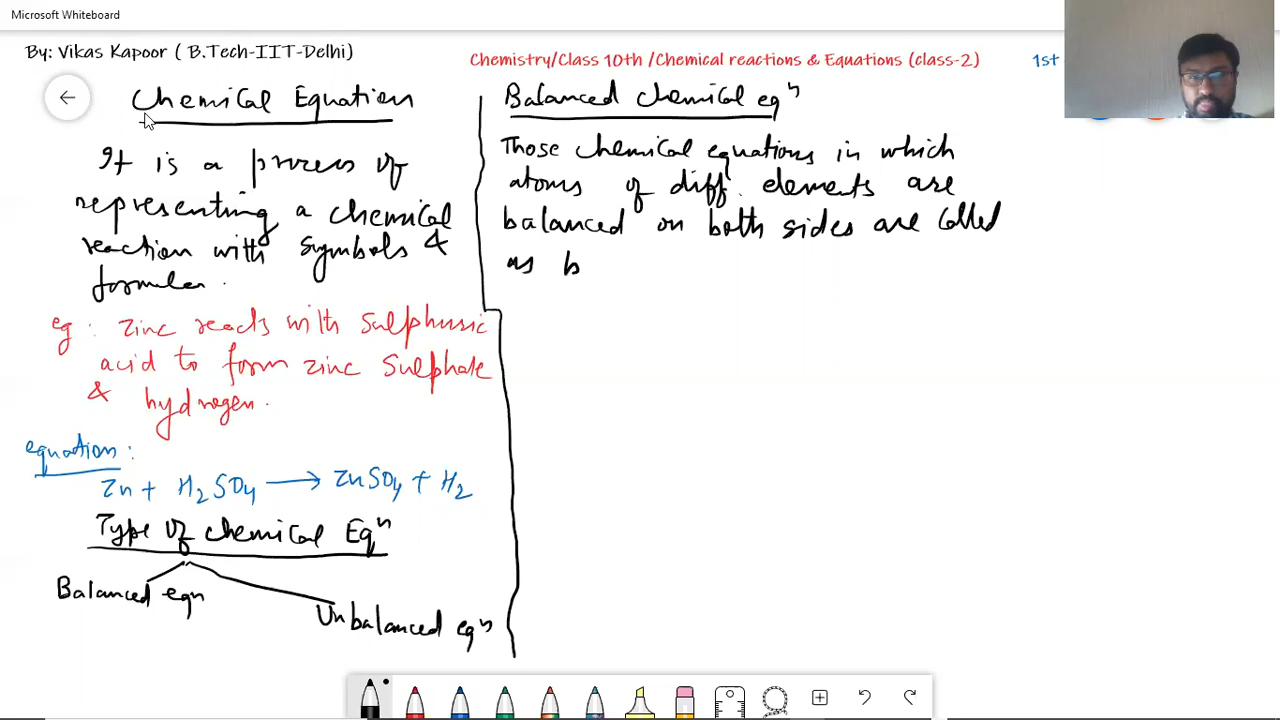 Microsoft Whiteboard
By: Vikas Kapoor ( B.Tech-IIT-Delhi)
Chemistry/Class 10th /Chemical reactions & Equations (class-2)
1st
Chemical Equation
It is a process of
representing a chemical
reaction with symbols &
formulae.
eg: Zinc reacts with Sulphuric
acid to form zinc Sulphate
& hydrogen.
equation:
Zn + H₂SO₄ ⟶ ZnSO₄ + H₂
Type of chemical Eqⁿ
Balanced eqn
Unbalanced eqⁿ
Balanced chemical eqⁿ
Those chemical equations in which
atoms of diff. elements are
balanced on both sides are called
as b